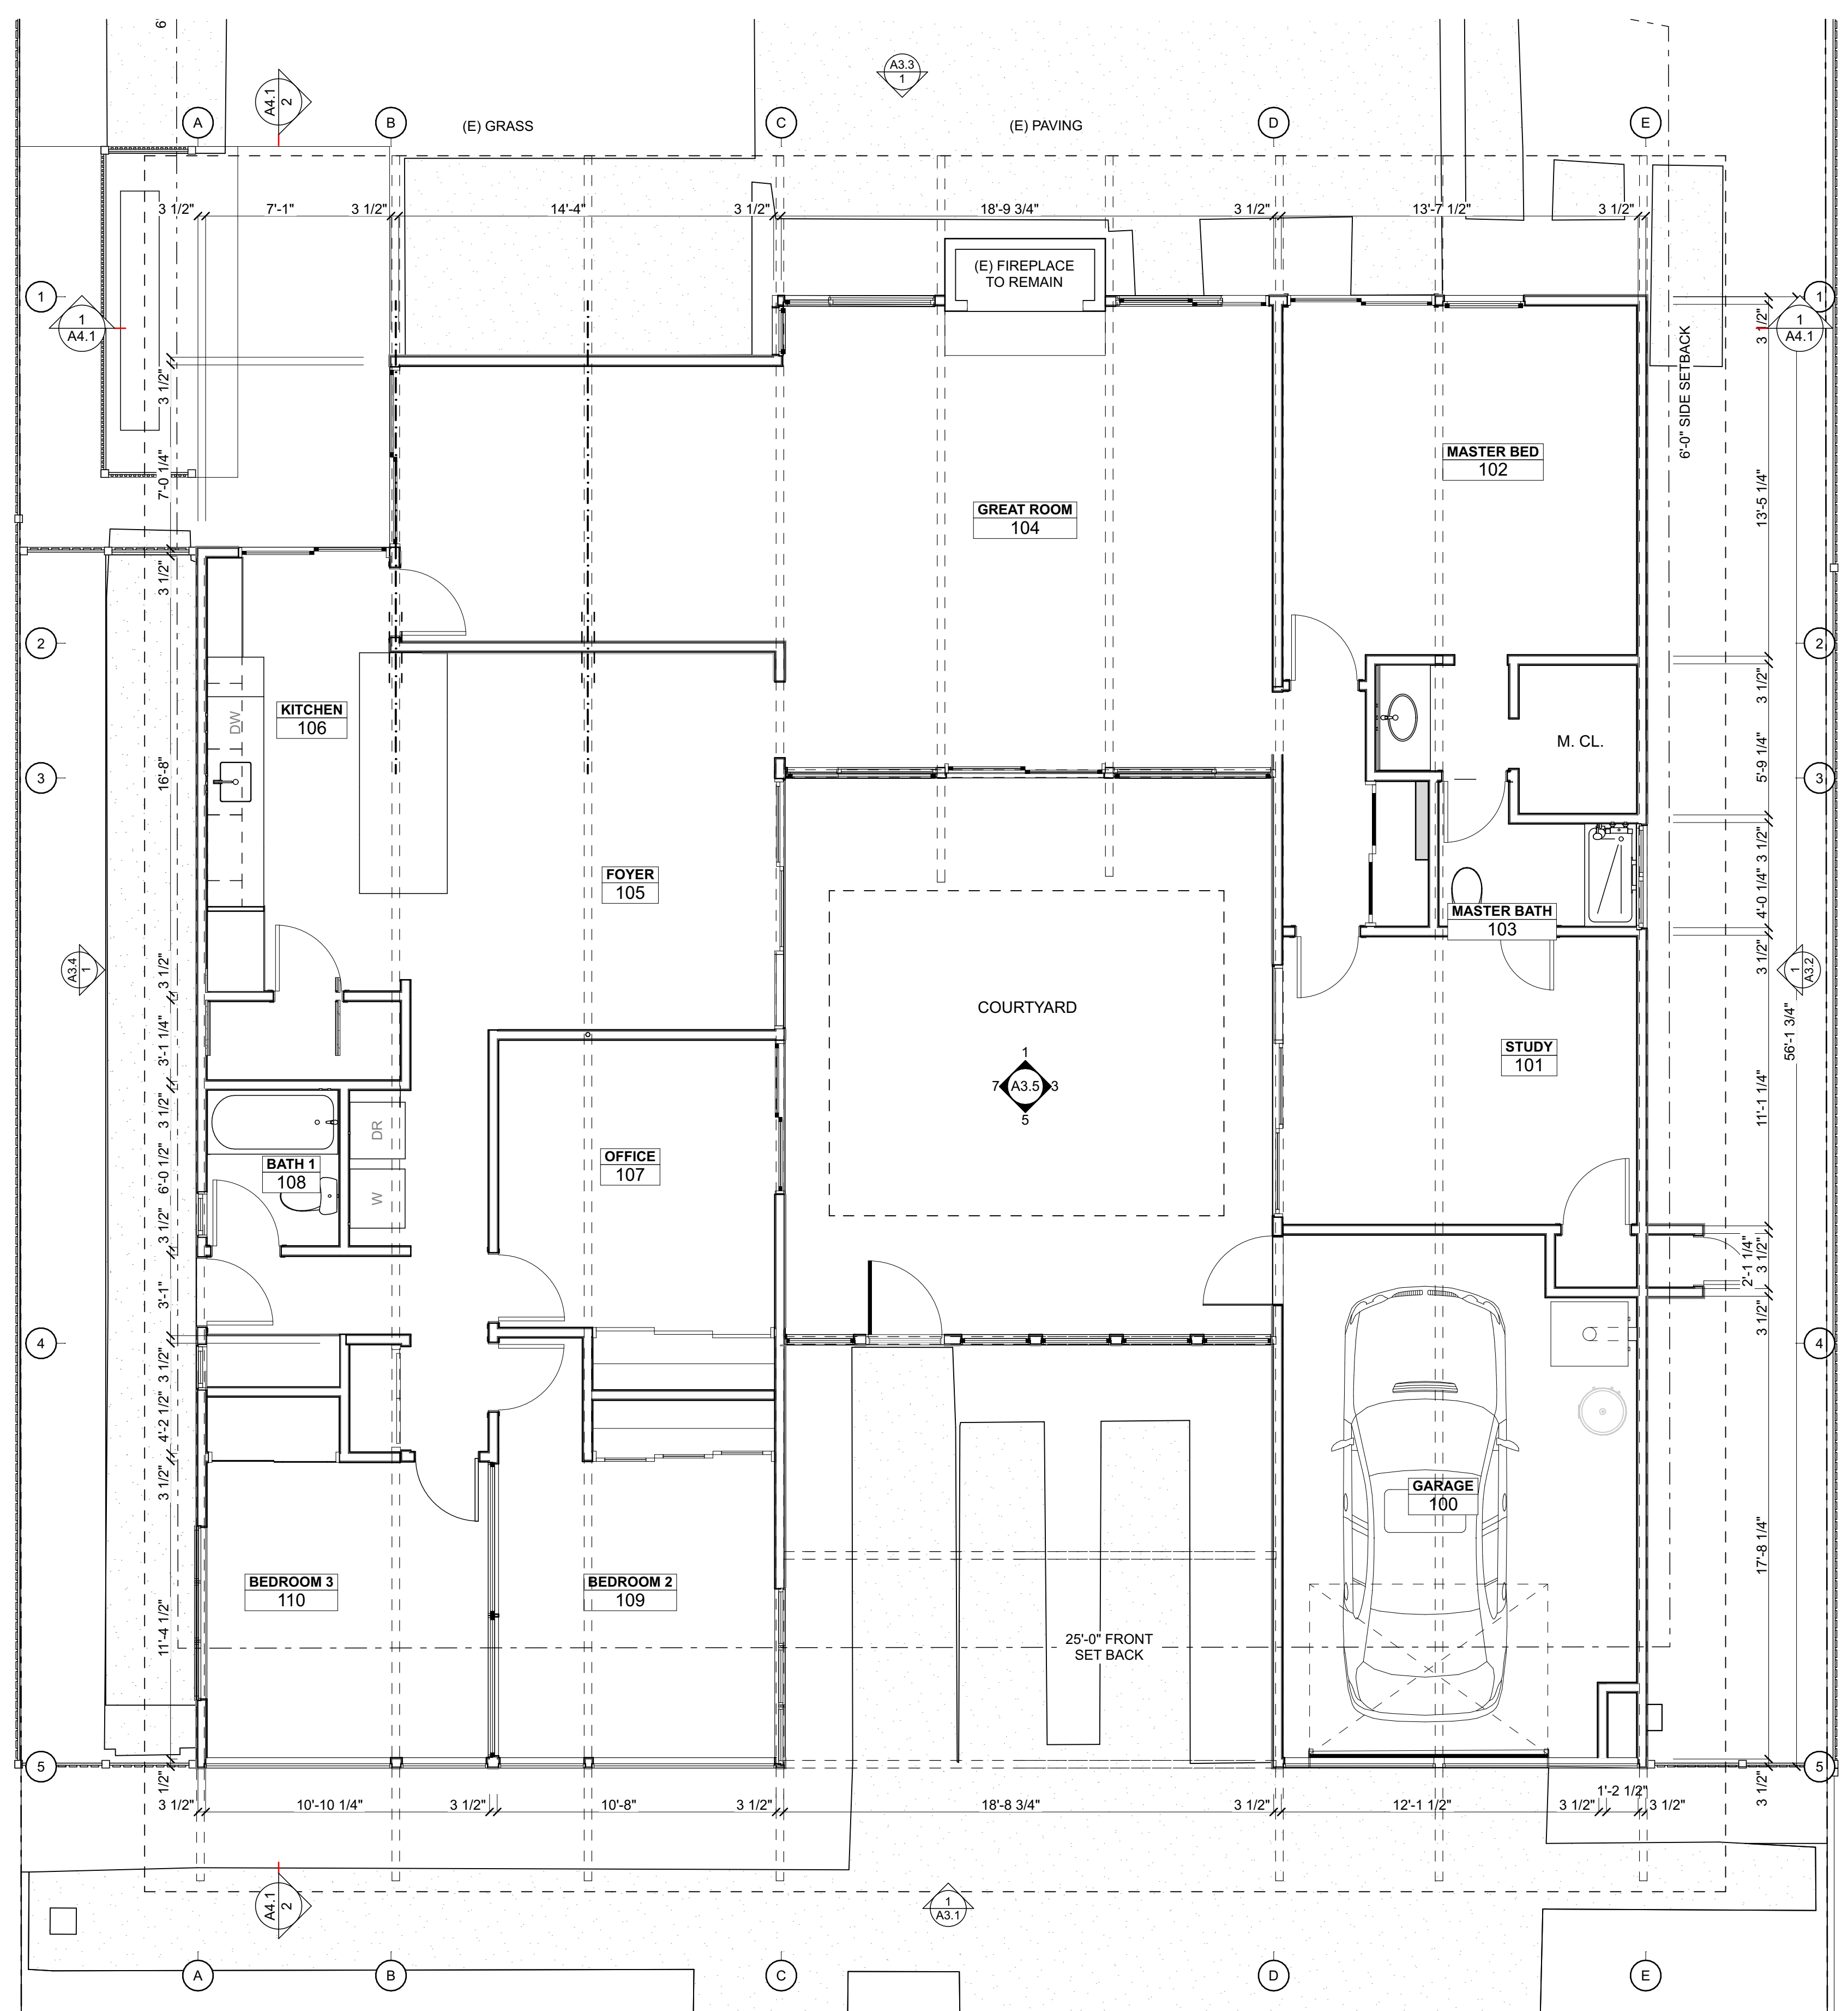 6'
A3.3
1
A4.1
2
A
B
(E) GRASS
C
(E) PAVING
D
E
3 1/2"
7'-1"
3 1/2"
14'-4"
3 1/2"
18'-9 3/4"
3 1/2"
13'-7 1/2"
3 1/2"
(E) FIREPLACE
TO REMAIN
1
1
A4.1
1
1
A4.1
3 1/2"
6'-0" SIDE SETBACK
3 1/2"
7'-0 1/4"
3 1/2"
MASTER BED
102
13'-5 1/4"
GREAT ROOM
104
2
2
3 1/2"
KITCHEN
106
DW
M. CL.
5'-9 1/4"
3
3
16'-8"
3 1/2"
FOYER
105
4'-0 1/4"
MASTER BATH
103
3 1/2"
A3.4
1
1
A3.2
3 1/2"
COURTYARD
56'-1 3/4"
3'-1 1/4"
STUDY
101
1
7
A3.5
3
5
11'-1 1/4"
3 1/2"
DR
BATH 1
108
OFFICE
107
6'-0 1/2"
W
3 1/2"
3 1/2"
2'-1 1/4"
3'-1"
3 1/2"
4
4
3 1/2"
4'-2 1/2"
3 1/2"
GARAGE
100
17'-8 1/4"
BEDROOM 3
110
BEDROOM 2
109
11'-4 1/2"
25'-0" FRONT
SET BACK
5
5
3 1/2"
3 1/2"
3 1/2"
10'-10 1/4"
3 1/2"
10'-8"
3 1/2"
18'-8 3/4"
3 1/2"
12'-1 1/2"
3 1/2"
1'-2 1/2"
3 1/2"
A4.1
2
1
A3.1
A
B
C
D
E